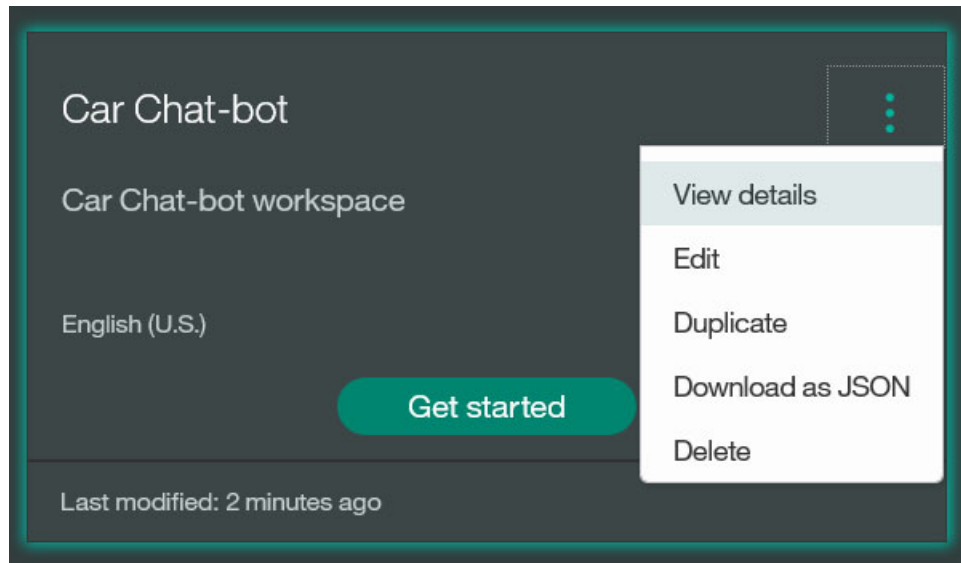 Car Chat-bot
Car Chat-bot workspace
English (U.S.)
Get started
Last modified: 2 minutes ago
View details
Edit
Duplicate
Download as JSON
Delete